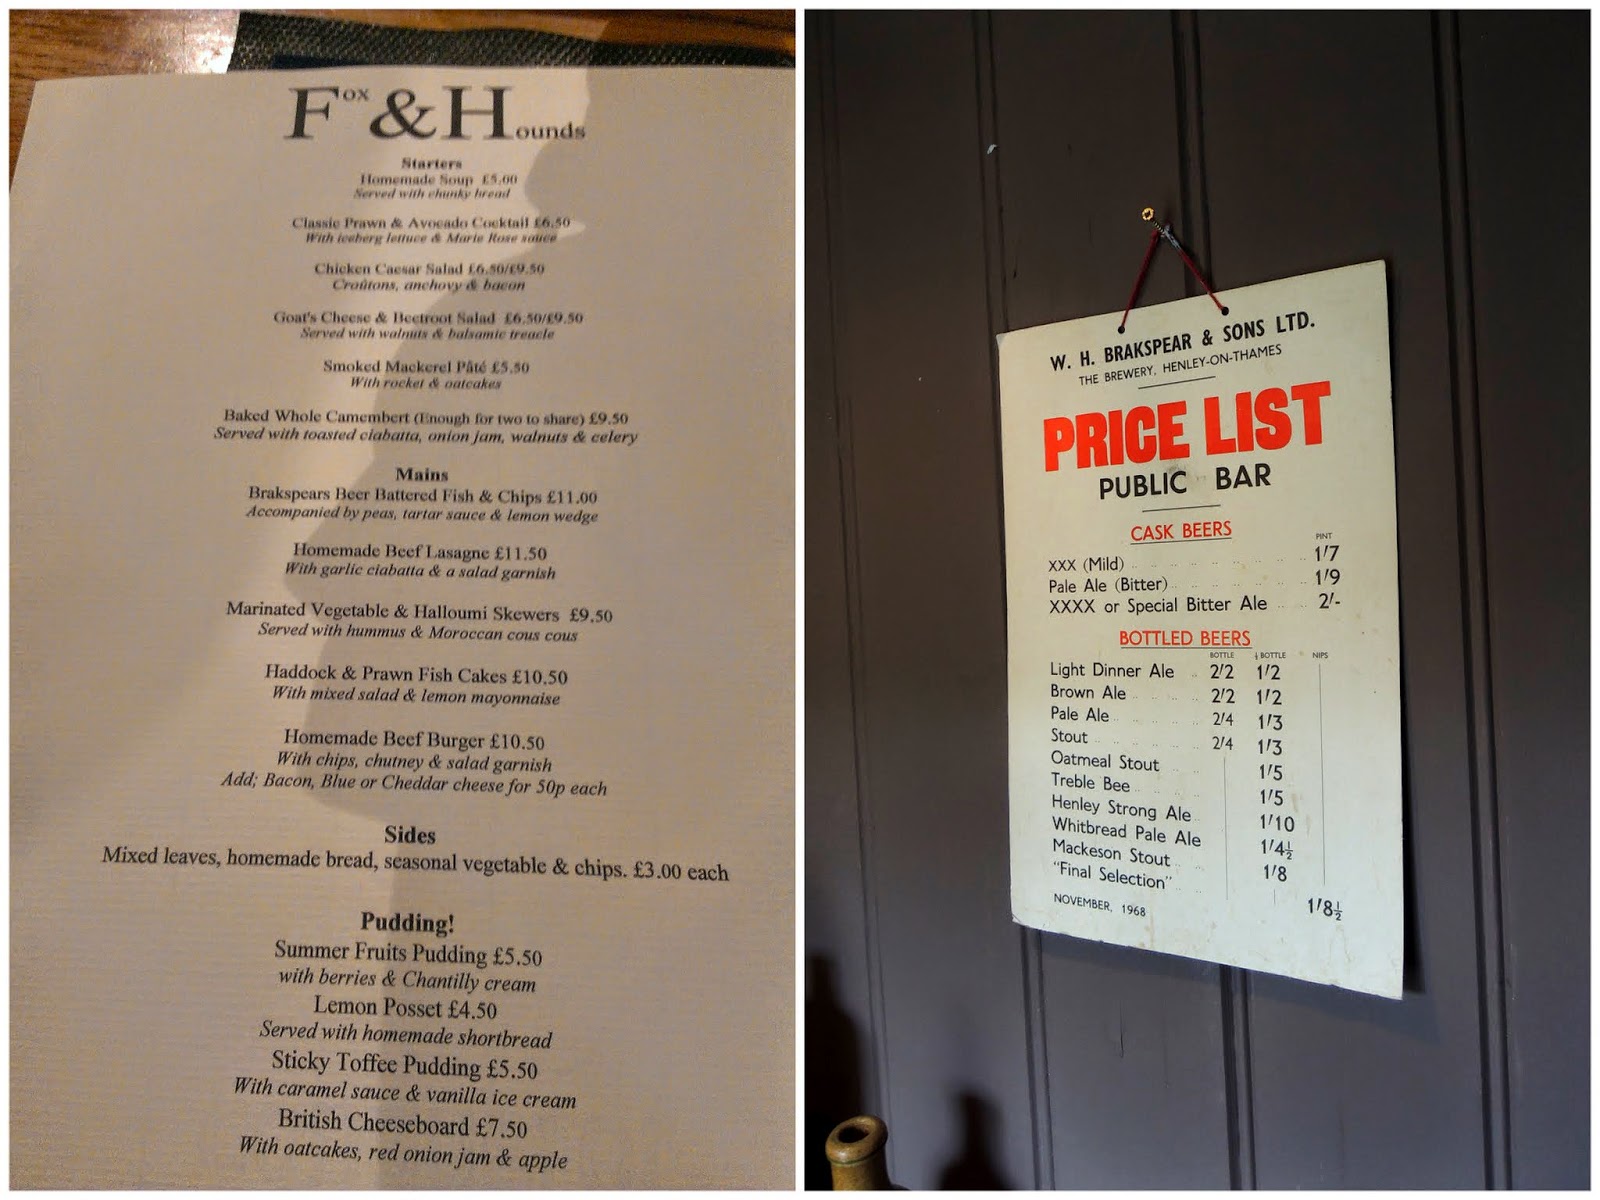 Fox & Hounds
Starters
Homemade Soup £5.00
Served with chunky bread
Classic Prawn & Avocado Cocktail £6.50
With iceberg lettuce & Marie Rose sauce
Chicken Caesar Salad £6.50/£9.50
Croûtons, anchovy & bacon
Goat's Cheese & Beetroot Salad £6.50/£9.50
Served with walnuts & balsamic treacle
Smoked Mackerel Pâté £5.50
With rocket & oatcakes
Baked Whole Camembert (Enough for two to share) £9.50
Served with toasted ciabatta, onion jam, walnuts & celery
Mains
Brakspears Beer Battered Fish & Chips £11.00
Accompanied by peas, tartar sauce & lemon wedge
Homemade Beef Lasagne £11.50
With garlic ciabatta & a salad garnish
Marinated Vegetable & Halloumi Skewers £9.50
Served with hummus & Moroccan cous cous
Haddock & Prawn Fish Cakes £10.50
With mixed salad & lemon mayonnaise
Homemade Beef Burger £10.50
With chips, chutney & salad garnish
Add; Bacon, Blue or Cheddar cheese for 50p each
Sides
Mixed leaves, homemade bread, seasonal vegetable & chips. £3.00 each
Pudding!
Summer Fruits Pudding £5.50
with berries & Chantilly cream
Lemon Posset £4.50
Served with homemade shortbread
Sticky Toffee Pudding £5.50
With caramel sauce & vanilla ice cream
British Cheeseboard £7.50
With oatcakes, red onion jam & apple
W. H. BRAKSPEAR & SONS LTD.
THE BREWERY, HENLEY-ON-THAMES
PRICE LIST
PUBLIC BAR
CASK BEERS
PINT
XXX (Mild) 1/7
Pale Ale (Bitter) 1/9
XXXX or Special Bitter Ale 2/-
BOTTLED BEERS
BOTTLE ½ BOTTLE NIPS
Light Dinner Ale 2/2 1/2
Brown Ale 2/2 1/2
Pale Ale 2/4 1/3
Stout 2/4 1/3
Oatmeal Stout 1/5
Treble Bee 1/5
Henley Strong Ale 1/10
Whitbread Pale Ale 1/4½
Mackeson Stout 1/8
"Final Selection" 1/8½
NOVEMBER, 1968